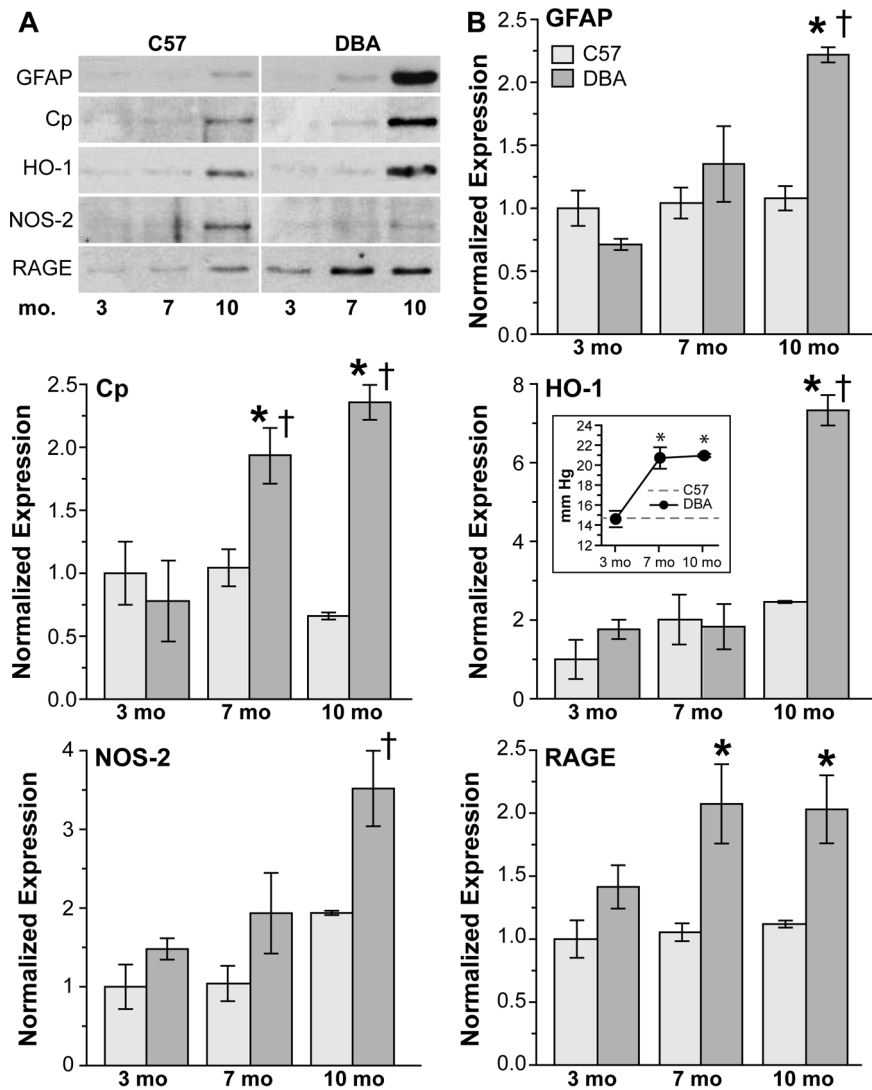 A
C57 DBA
GFAP
Cp
HO-1
NOS-2
RAGE
mo. 3 7 10 3 7 10
B GFAP
* †
C57
DBA
Normalized Expression
2.5
2.0
1.5
1.0
0.5
0.0
3 mo 7 mo 10 mo
Cp
* † * †
Normalized Expression
2.5
2.0
1.5
1.0
0.5
0.0
3 mo 7 mo 10 mo
HO-1
* †
Normalized Expression
8
6
4
2
0
mm Hg
24
22
20
18
16
14
12
* *
C57
DBA
3 mo 7 mo 10 mo
3 mo 7 mo 10 mo
NOS-2
†
Normalized Expression
4
3
2
1
0
3 mo 7 mo 10 mo
RAGE
* *
Normalized Expression
2.5
2.0
1.5
1.0
0.5
0.0
3 mo 7 mo 10 mo